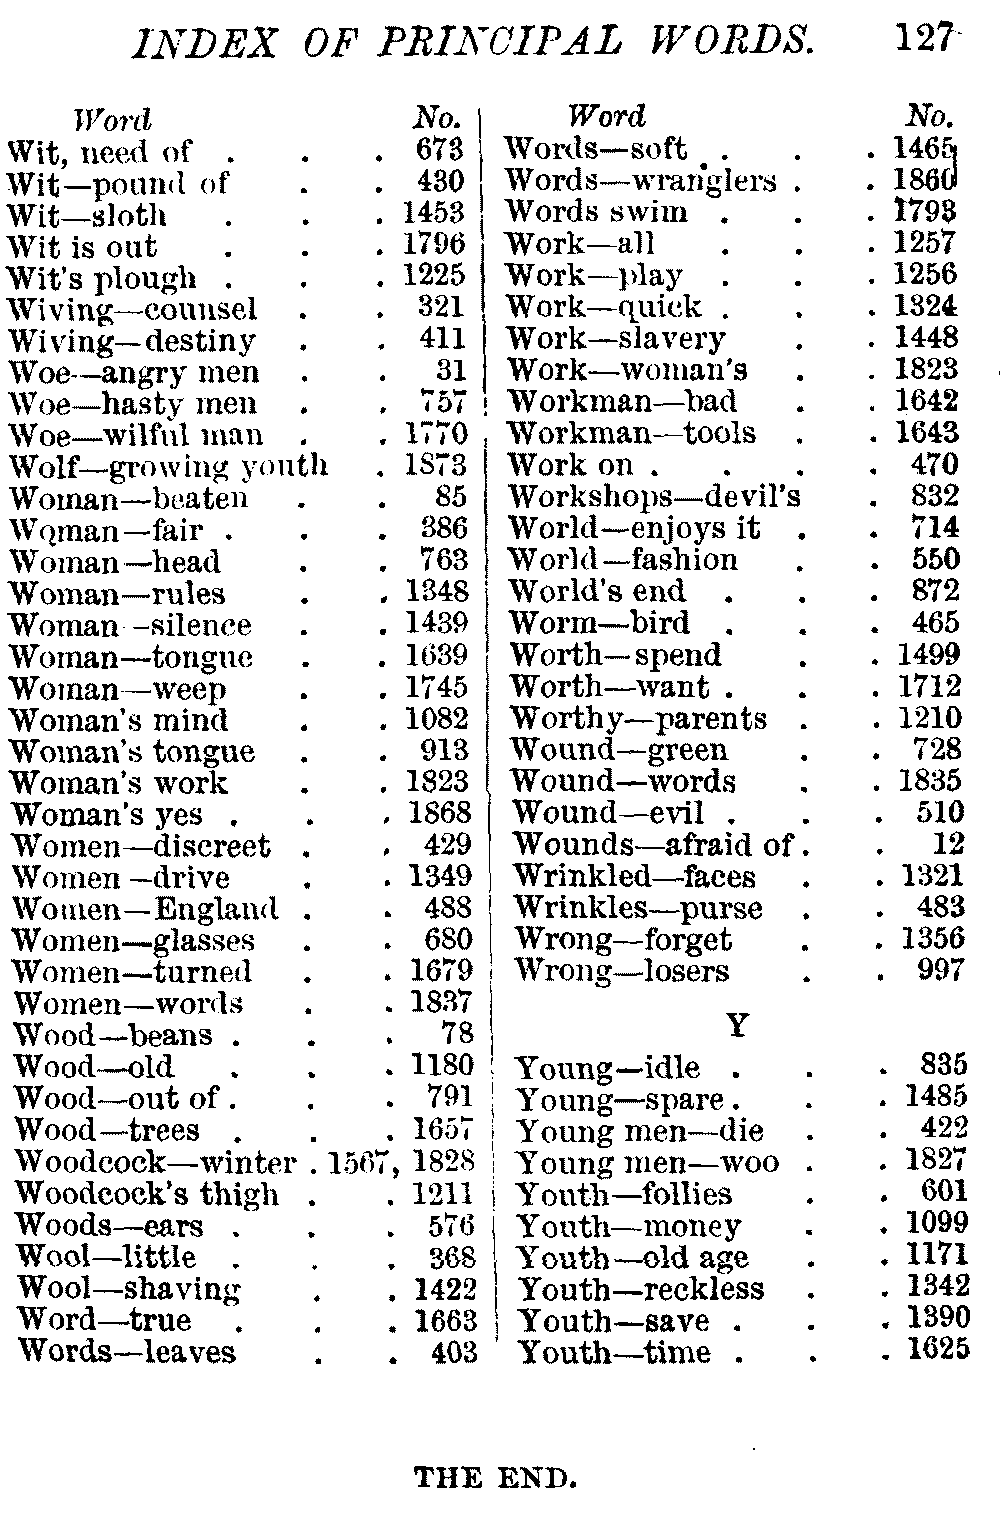 INDEX OF PRINCIPAL WORDS. 127
Word No.
Wit, need of . . . 673
Wit—pound of . . 430
Wit—sloth . . . 1453
Wit is out . . . 1796
Wit's plough . . . 1225
Wiving—counsel . . 321
Wiving—destiny . . 411
Woe—angry men . . 31
Woe—hasty men . . 757
Woe—wilful man . . 1770
Wolf—growing youth . 1873
Woman—beaten . . 85
Woman—fair . . . 386
Woman—head . . 763
Woman—rules . . 1348
Woman—silence . . 1439
Woman—tongue . . 1639
Woman—weep . . 1745
Woman's mind . . 1082
Woman's tongue . . 913
Woman's work . . 1823
Woman's yes . . . 1868
Women—discreet . . 429
Women—drive . . 1349
Women—England . . 488
Women—glasses . . 680
Women—turned . . 1679
Women—words . . 1837
Wood—beans . . . 78
Wood—old . . . 1180
Wood—out of . . . 791
Wood—trees . . . 1657
Woodcock—winter . 1567, 1828
Woodcock's thigh . . 1211
Woods—ears . . . 576
Wool—little . . . 368
Wool—shaving . . 1422
Word—true . . . 1663
Words—leaves . . 403
Word No.
Words—soft . . . 1465
Words—wranglers . . 1860
Words swim . . . 1793
Work—all . . . 1257
Work—play . . . 1256
Work—quick . . . 1324
Work—slavery . . 1448
Work—woman's . . 1823
Workman—bad . . 1642
Workman—tools . . 1643
Work on . . . . 470
Workshops—devil's . 832
World—enjoys it . . 714
World—fashion . . 550
World's end . . . 872
Worm—bird . . . 465
Worth—spend . . 1499
Worth—want . . . 1712
Worthy—parents . . 1210
Wound—green . . 728
Wound—words . . 1835
Wound—evil . . . 510
Wounds—afraid of . . 12
Wrinkled—faces . . 1321
Wrinkles—purse . . 483
Wrong—forget . . 1356
Wrong—losers . . 997
Y
Young—idle . . . 835
Young—spare . . . 1485
Young men—die . . 422
Young men—woo . . 1827
Youth—follies . . 601
Youth—money . . 1099
Youth—old age . . 1171
Youth—reckless . . 1342
Youth—save . . . 1390
Youth—time . . . 1625
THE END.